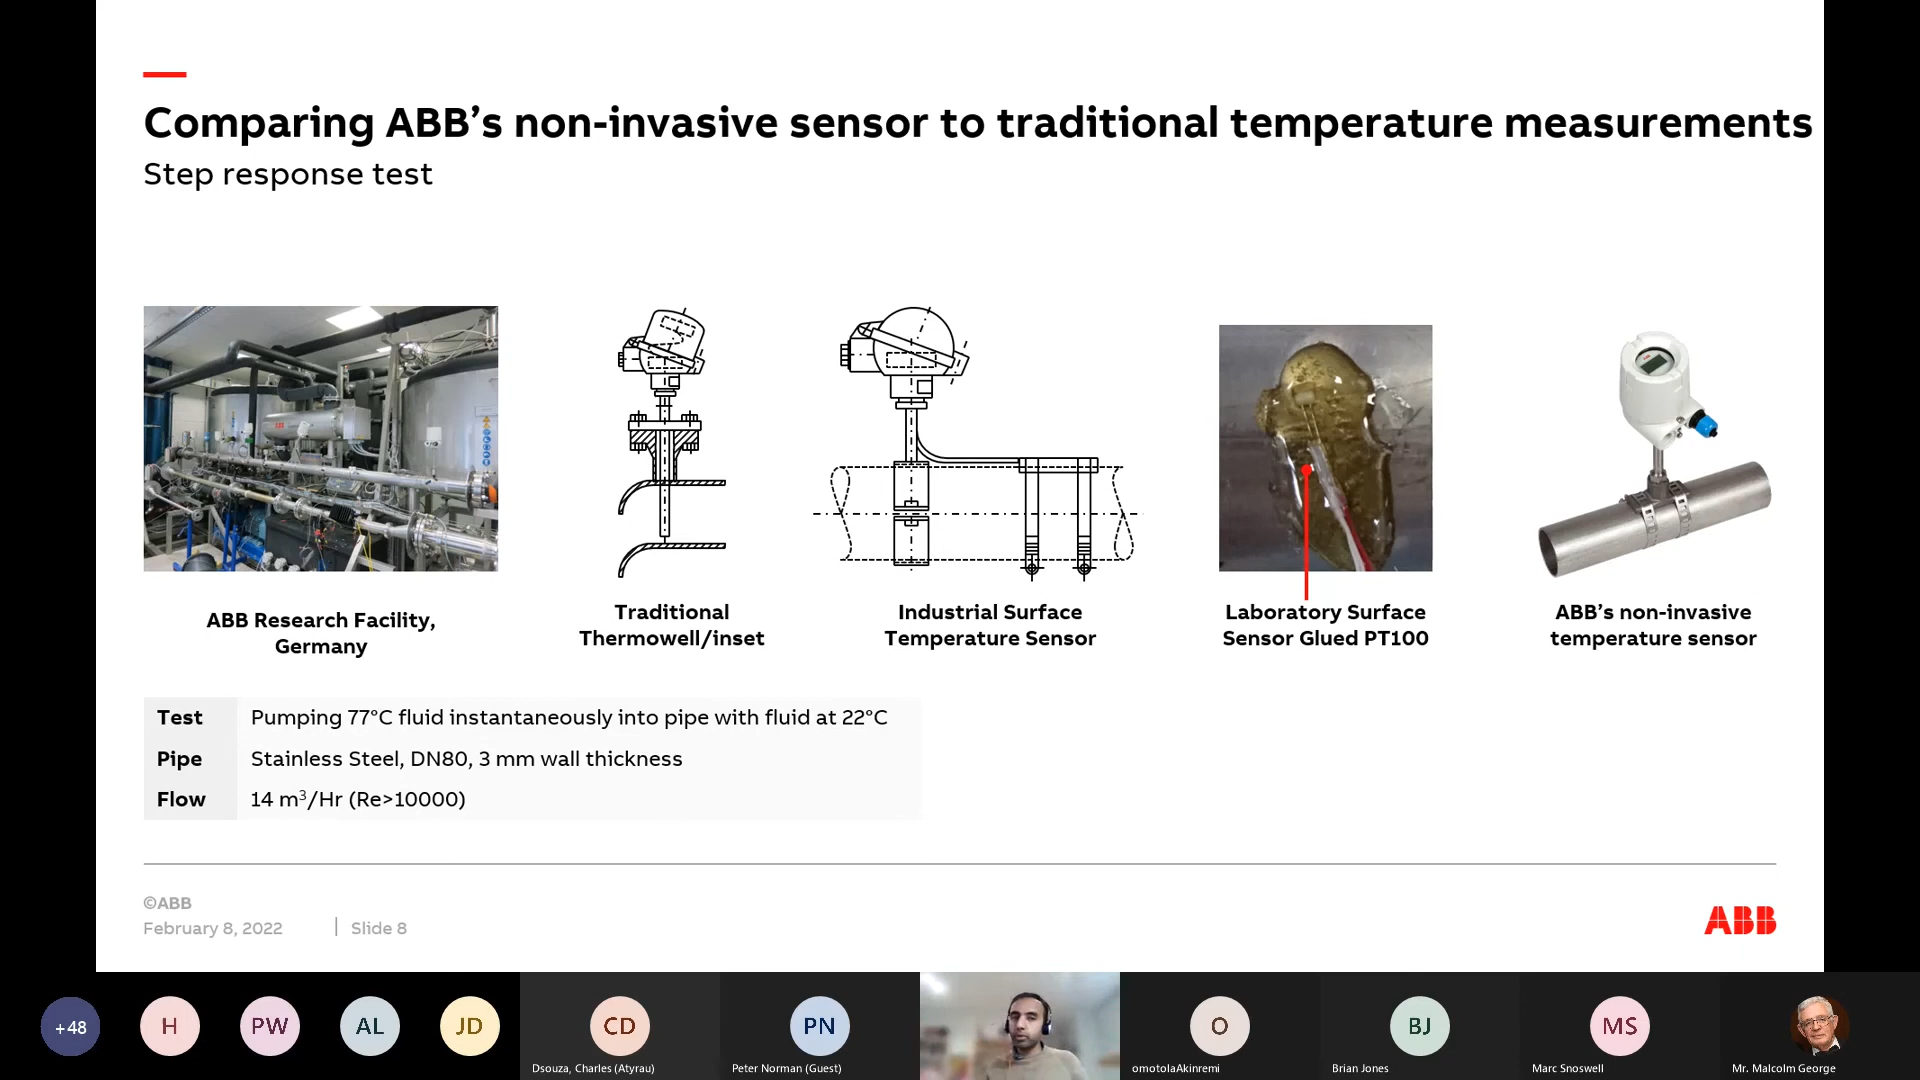 Comparing ABB’s non-invasive sensor to traditional temperature measurements
Step response test
ABB Research Facility,
Germany
Traditional
Thermowell/inset
Industrial Surface
Temperature Sensor
Laboratory Surface
Sensor Glued PT100
ABB’s non-invasive
temperature sensor
Test Pumping 77°C fluid instantaneously into pipe with fluid at 22°C
Pipe Stainless Steel, DN80, 3 mm wall thickness
Flow 14 m³/Hr (Re>10000)
©ABB
February 8, 2022 | Slide 8
ABB
+48
H
PW
AL
JD
CD
PN
O
BJ
MS
Dsouza, Charles (Atyrau)
Peter Norman (Guest)
omotolaAkinremi
Brian Jones
Marc Snoswell
Mr. Malcolm George